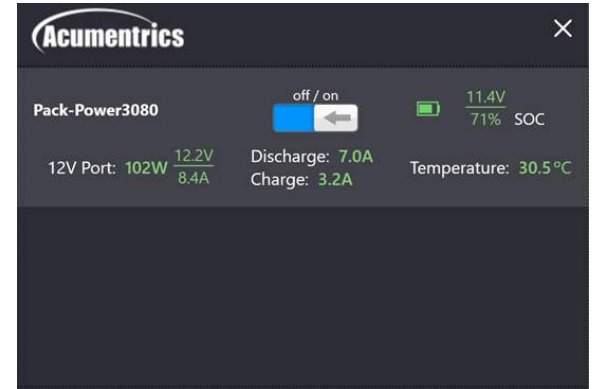 Acumentrics
Pack-Power3080
off / on
11.4V
71% SOC
12V Port: 102W 12.2V
8.4A
Discharge: 7.0A
Charge: 3.2A
Temperature: 30.5°C